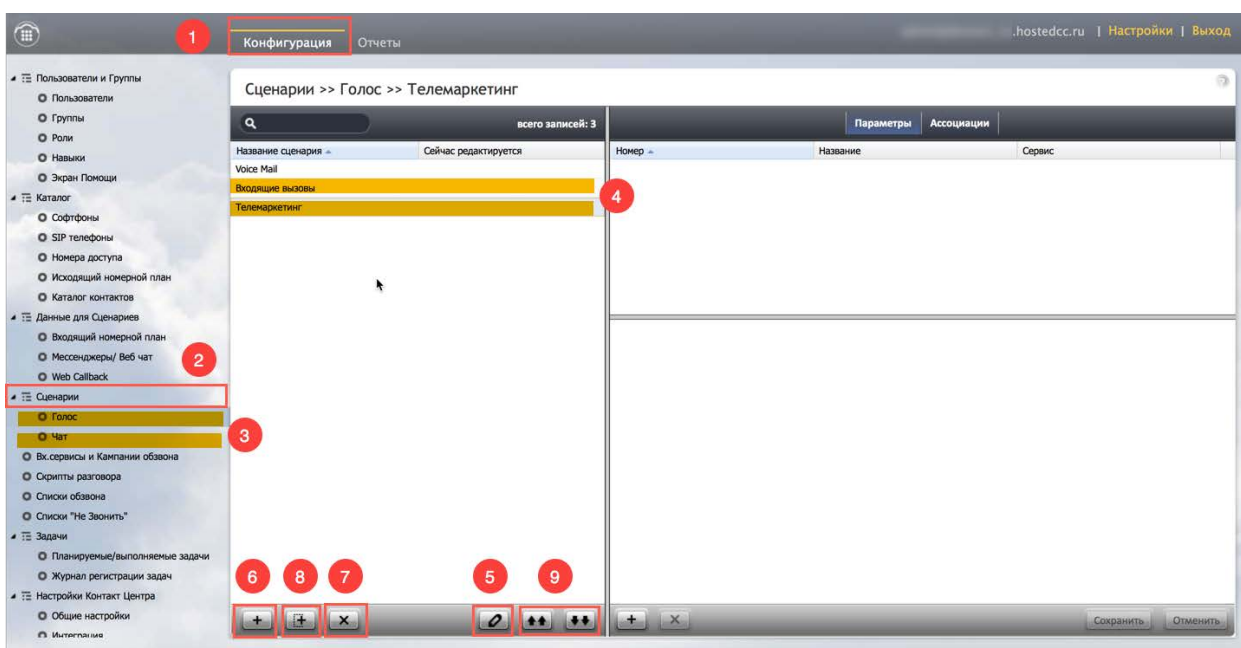 1
Конфигурация
Отчеты
.hostedcc.ru | Настройки | Выход
Пользователи и Группы
Пользователи
Группы
Роли
Навыки
Экран Помощи
Каталог
Софтфоны
SIP телефоны
Номера доступа
Исходящий номерной план
Каталог контактов
Данные для Сценариев
Входящий номерной план
Мессенджеры/ Веб чат
2
Web Callback
Сценарии
Голос
Чат
3
Вх.сервисы и Кампании обзвона
Скрипты разговора
Списки обзвона
Списки "Не Звонить"
Задачи
Планируемые/выполняемые задачи
Журнал регистрации задач
Настройки Контакт Центра
Общие настройки
Интеграция
Сценарии >> Голос >> Телемаркетинг
всего записей: 3
Название сценария
Сейчас редактируется
Voice Mail
Входящие вызовы
Телемаркетинг
4
6
8
7
5
9
Параметры
Ассоциации
Номер
Название
Сервис
Сохранить
Отменить